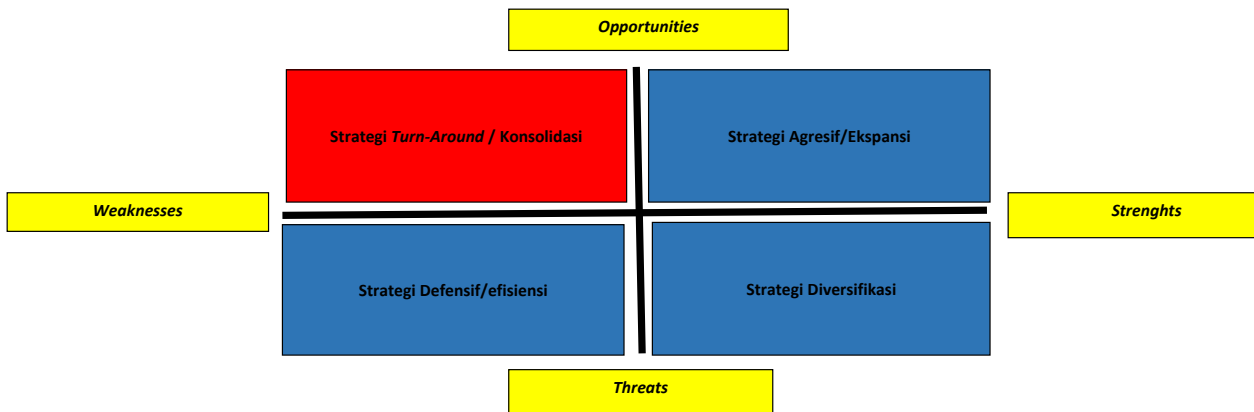 Opportunities
Strategi Turn-Around / Konsolidasi
Strategi Agresif/Ekspansi
Weaknesses
Strenghts
Strategi Defensif/efisiensi
Strategi Diversifikasi
Threats